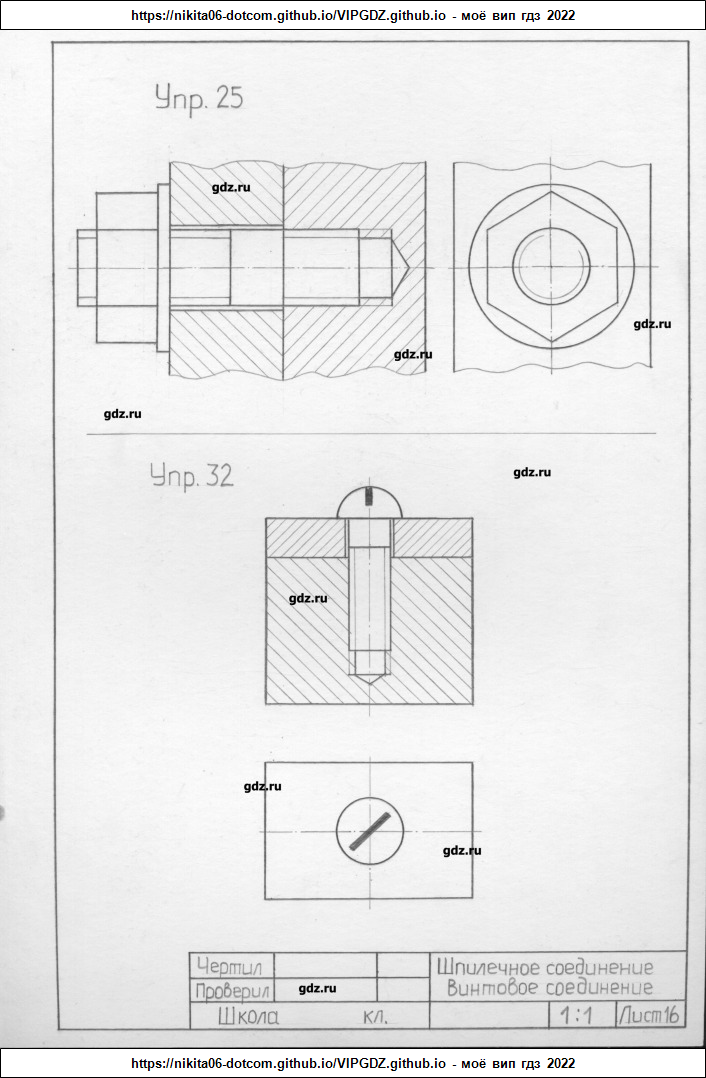 https://nikita06-dotcom.github.io/VIPGDZ.github.io - моё вип гдз 2022
Упр. 25
gdz.ru
gdz.ru
gdz.ru
gdz.ru
Упр. 32
gdz.ru
gdz.ru
gdz.ru
gdz.ru
Чертил
Шпилечное соединение
Проверил
gdz.ru
Винтовое соединение
Школа кл.
1:1
Лист 16
https://nikita06-dotcom.github.io/VIPGDZ.github.io - моё вип гдз 2022